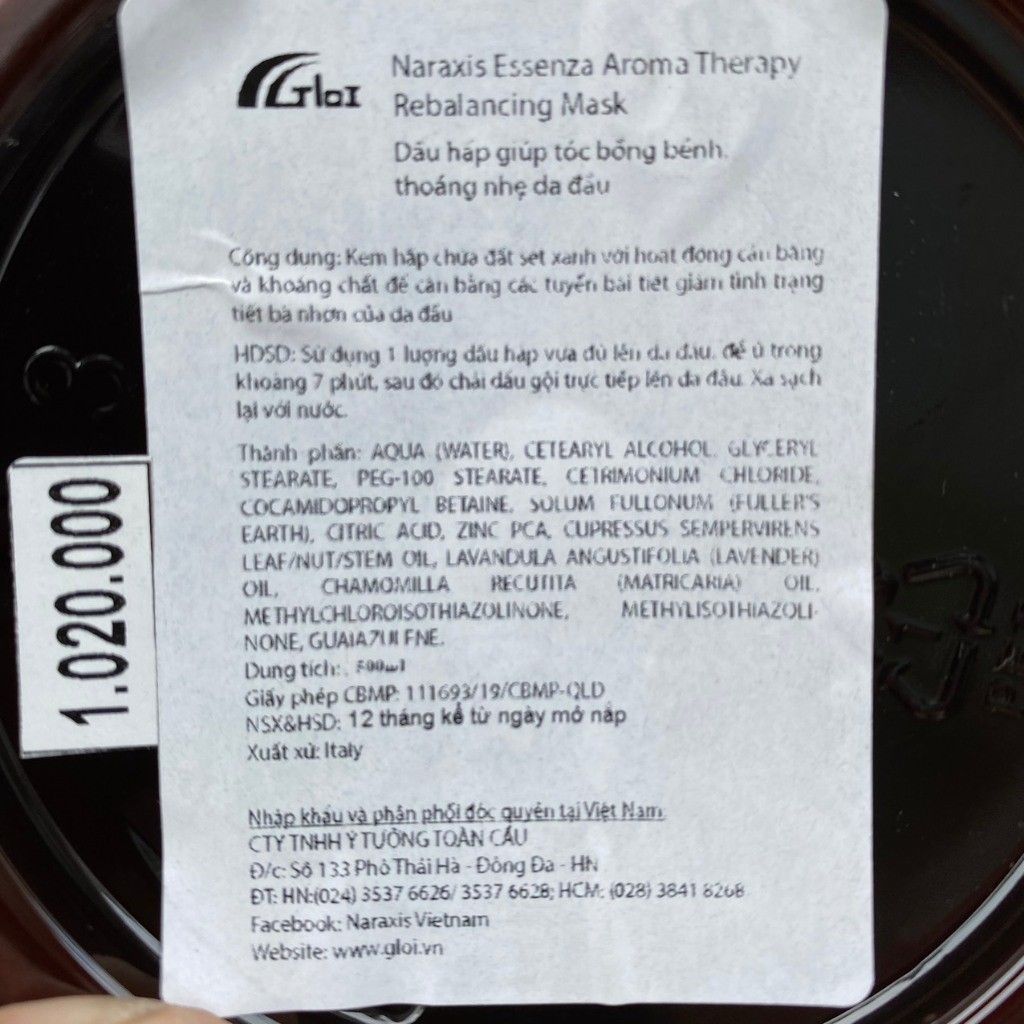 GloI
Naraxis Essenza Aroma Therapy
Rebalancing Mask
Dầu hấp giúp tóc bồng bềnh,
thoáng nhẹ da đầu
Công dụng: Kem hấp chứa đất sét xanh với hoạt động cân bằng
và khoáng chất để cân bằng các tuyến bài tiết giảm tình trạng
tiết bã nhờn của da đầu
HDSD: Sử dụng 1 lượng dầu hấp vừa đủ lên da đầu, để ủ trong
khoảng 7 phút, sau đó chải dầu gội trực tiếp lên da đầu. Xả sạch
lại với nước.
Thành phần: AQUA (WATER), CETEARYL ALCOHOL, GLYCERYL
STEARATE, PEG-100 STEARATE, CETRIMONIUM CHLORIDE,
COCAMIDOPROPYL BETAINE, SOLUM FULLONUM (FULLER'S
EARTH), CITRIC ACID, ZINC PCA, CUPRESSUS SEMPERVIRENS
LEAF/NUT/STEM OIL, LAVANDULA ANGUSTIFOLIA (LAVENDER)
OIL, CHAMOMILLA RECUTITA (MATRICARIA) OIL,
METHYLCHLOROISOTHIAZOLINONE, METHYLISOTHIAZOLI-
NONE, GUAIAZULENE.
Dung tích: 500ml
Giấy phép CBMP: 111693/19/CBMP-QLD
NSX&HSD: 12 tháng kể từ ngày mở nắp
Xuất xứ: Italy
Nhập khẩu và phân phối độc quyền tại Việt Nam
CTY TNHH Ý TƯỞNG TOÀN CẦU
Đ/c: Số 133 Phố Thái Hà - Đống Đa - HN
ĐT: HN:(024) 3537 6626/ 3537 6628; HCM: (028) 3841 8268
Facebook: Naraxis Vietnam
Website: www.gloi.vn
1.020.000
3